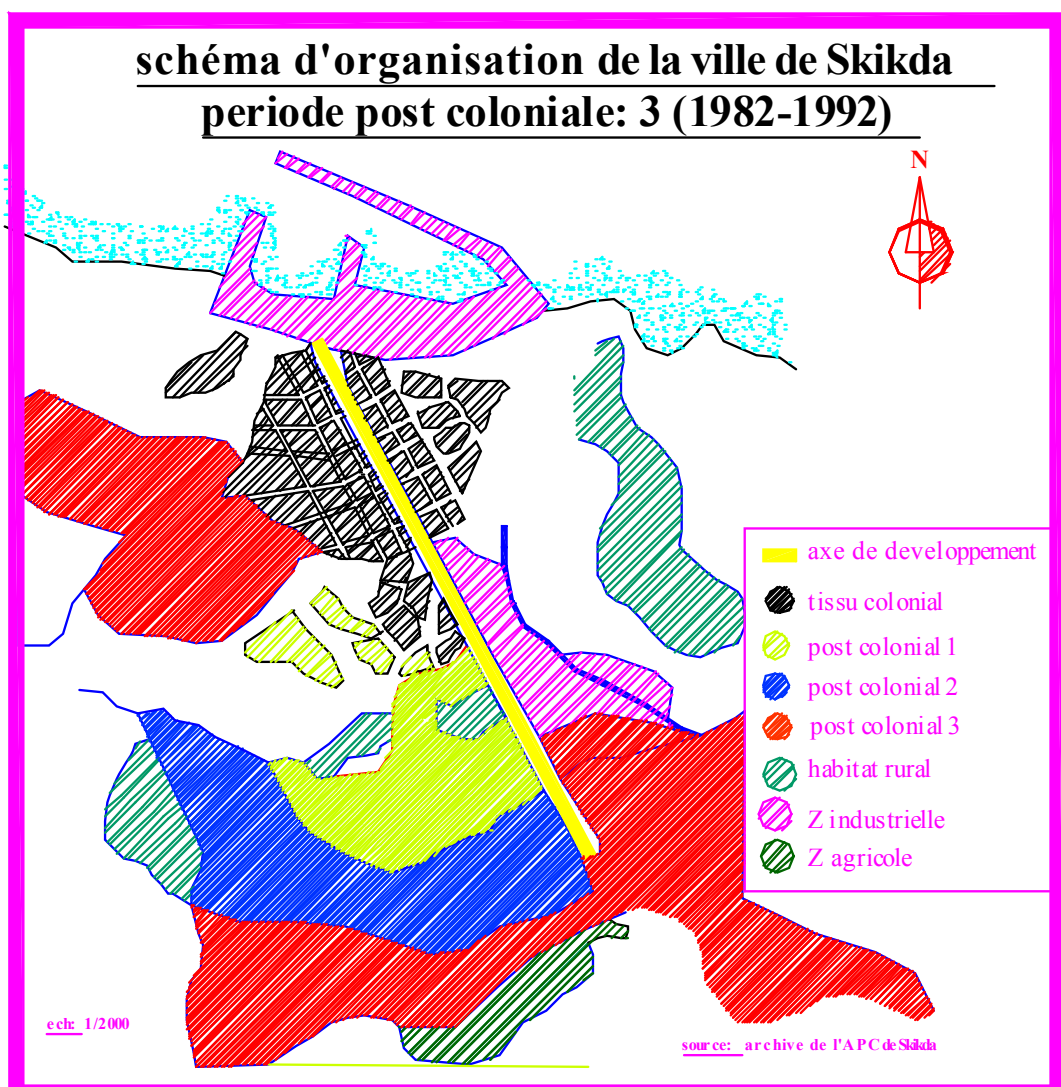 schéma d'organisation de la ville de Skikda
periode post coloniale: 3 (1982-1992)
N
axe de developpement
tissu colonial
post colonial 1
post colonial 2
post colonial 3
habitat rural
Z industrielle
Z agricole
ech: 1/2000
source: archive de l'APC de Skikda